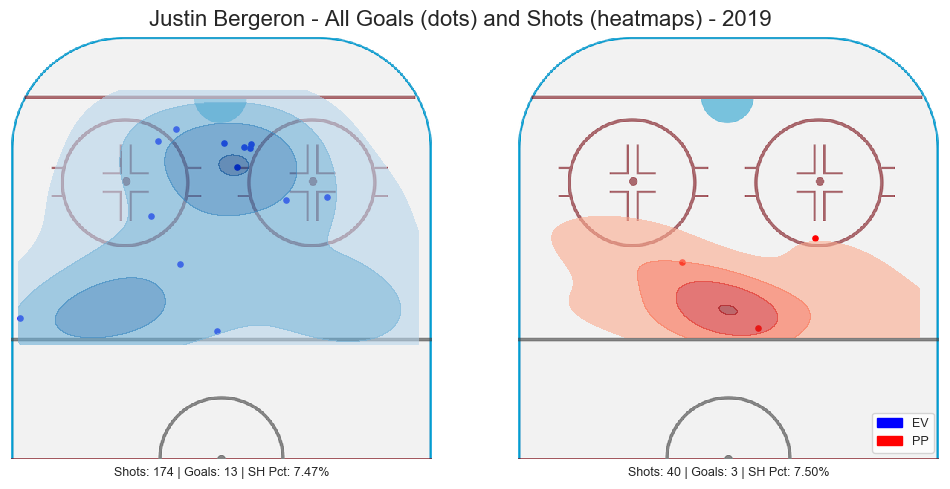 Justin Bergeron - All Goals (dots) and Shots (heatmaps) - 2019
EV
PP
Shots: 174 | Goals: 13 | SH Pct: 7.47%
Shots: 40 | Goals: 3 | SH Pct: 7.50%